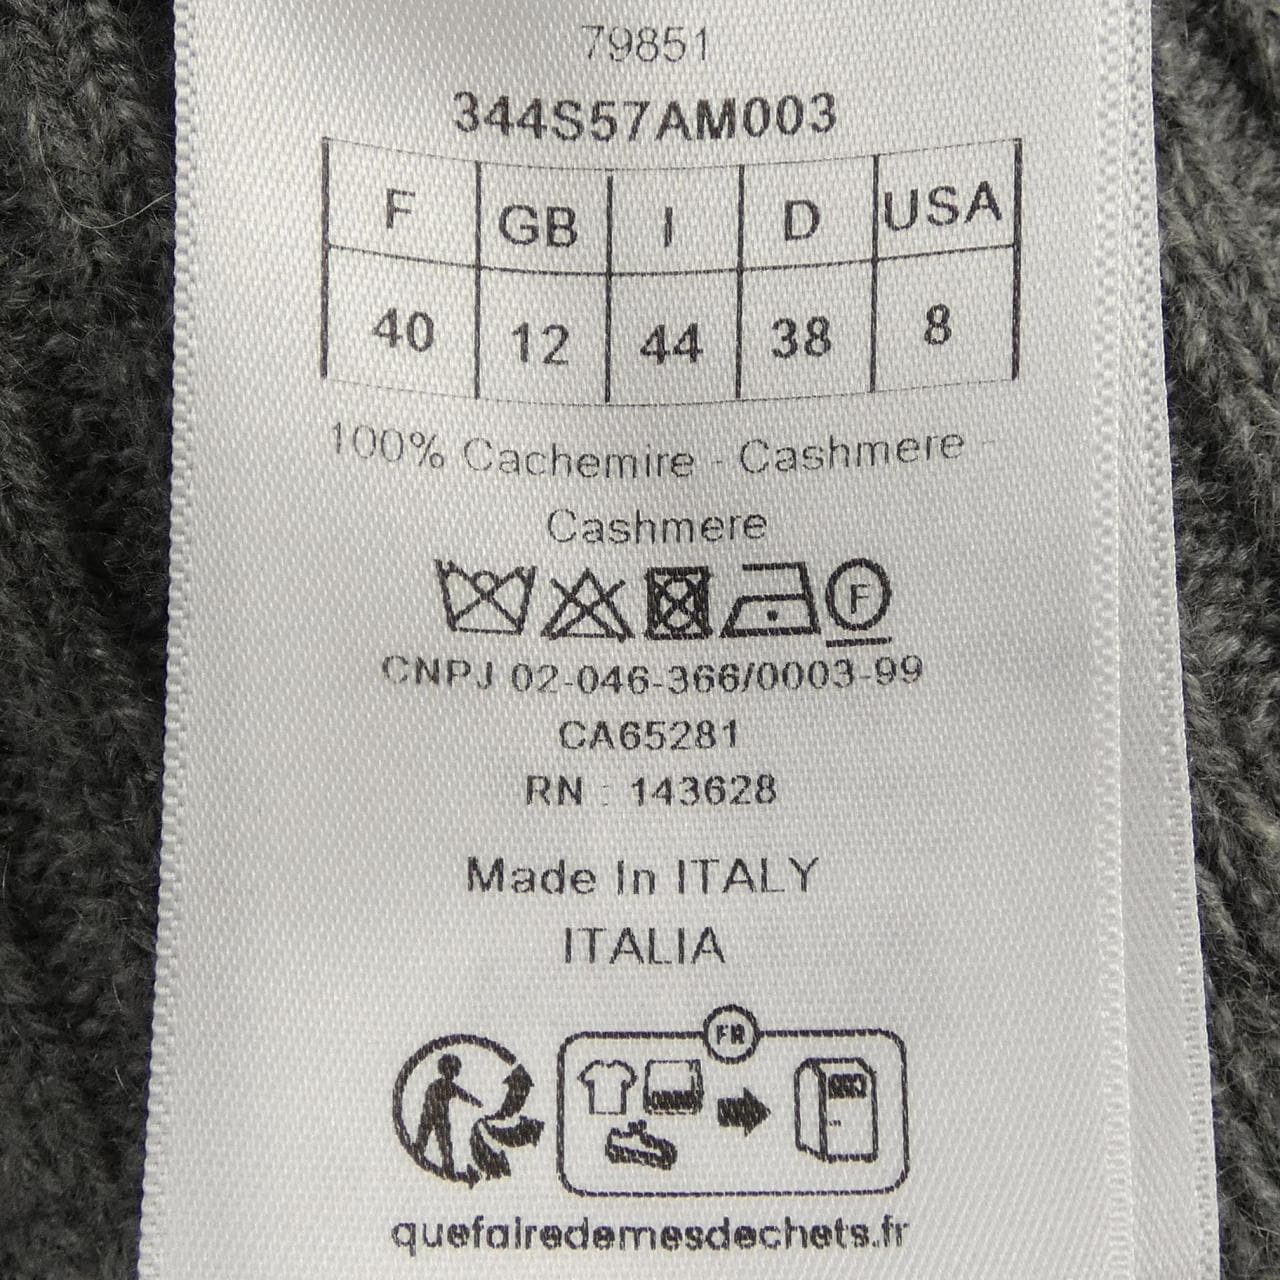 79851
344S57AM003
F GB I D USA
40 12 44 38 8
100% Cachemire - Cashmere -
Cashmere
F
CNPJ 02-046-366/0003-99
CA65281
RN : 143628
Made In ITALY
ITALIA
FR
quefairedemesdechets.fr